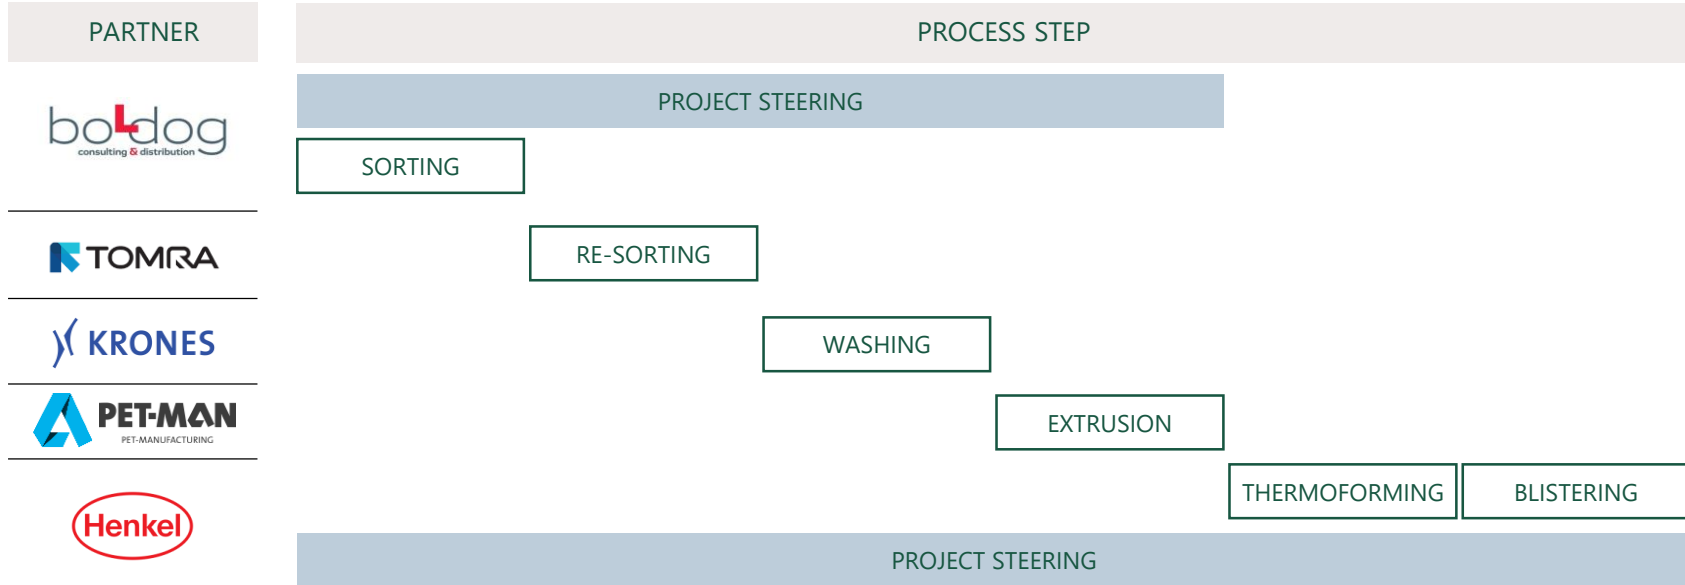 PARTNER
PROCESS STEP
PROJECT STEERING
boLdog
consulting & distribution
SORTING
TOMRA
RE-SORTING
KRONES
WASHING
PET-MAN
PET-MANUFACTURING
EXTRUSION
THERMOFORMING
BLISTERING
Henkel
PROJECT STEERING